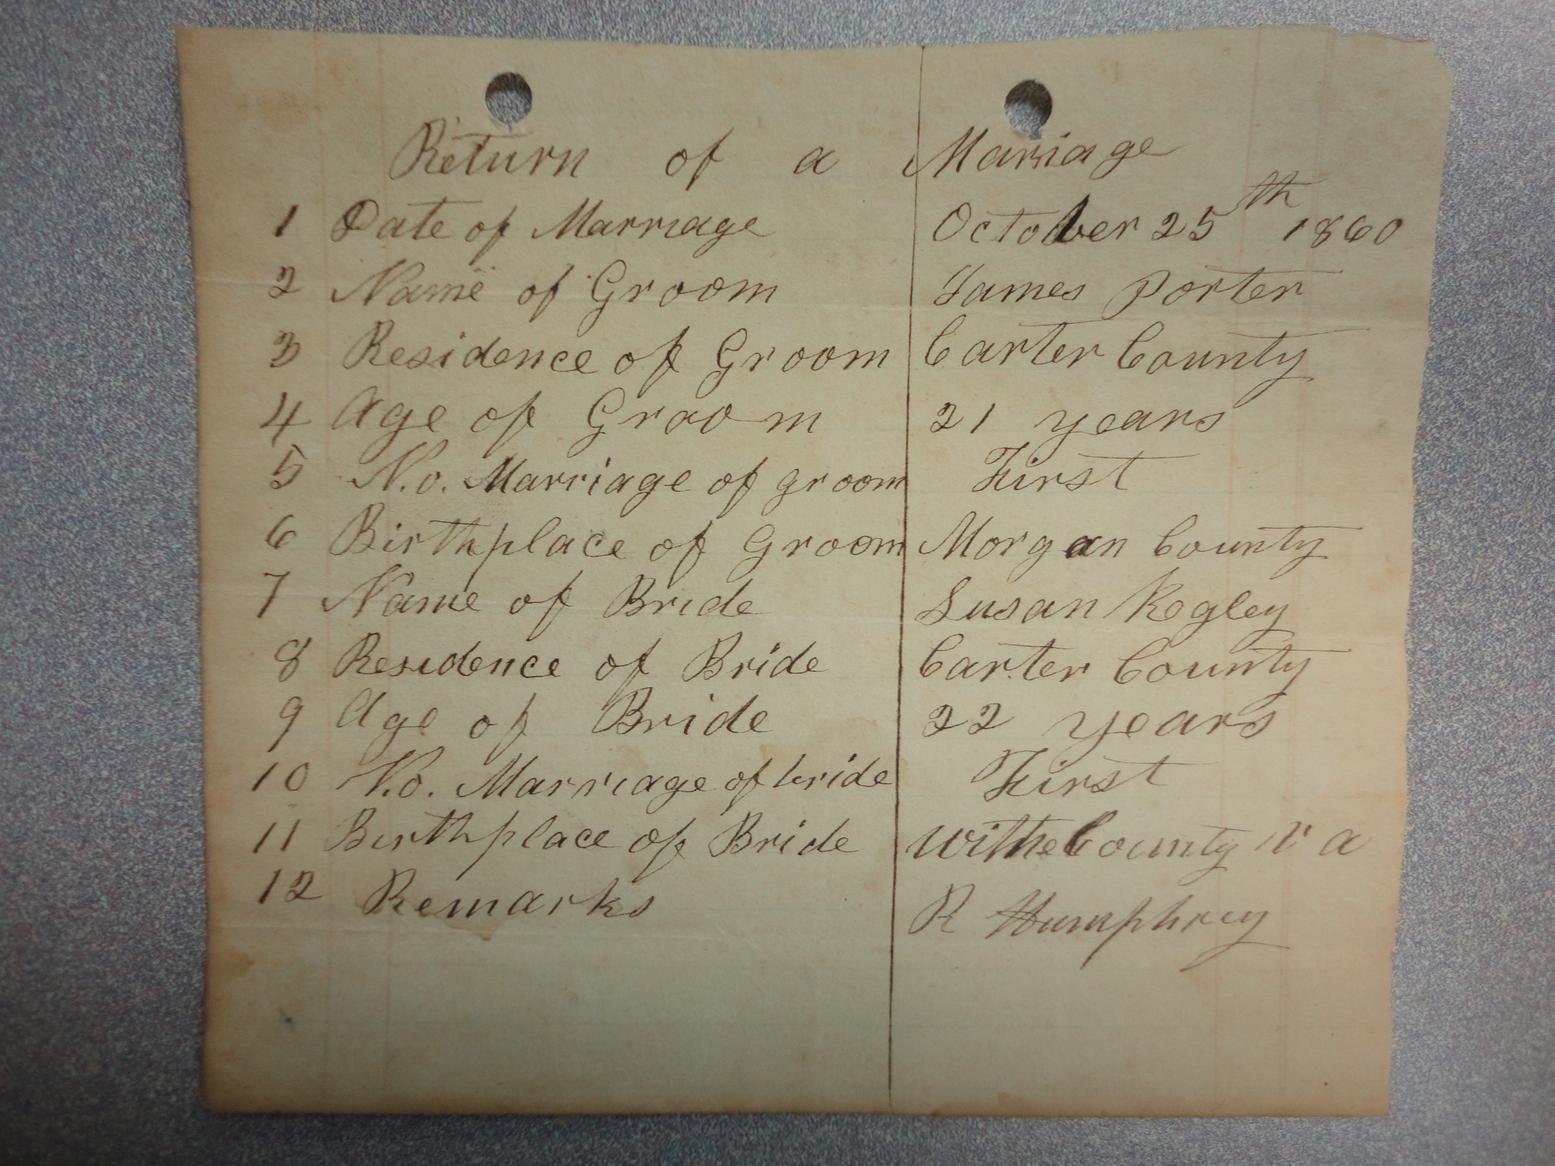 Return of a Marriage
1 Date of Marriage October 25th 1860
2 Name of Groom James Porter
3 Residence of Groom Carter County
4 Age of Groom 21 years
5 N.o. Marriage of groom First
6 Birthplace of Groom Morgan County
7 Name of Bride Susan Kegley
8 Residence of Bride Carter County
9 Age of Bride 22 years
10 N.o. Marriage of bride First
11 Birthplace of Bride Withe County Va
12 Remarks R Humphrey